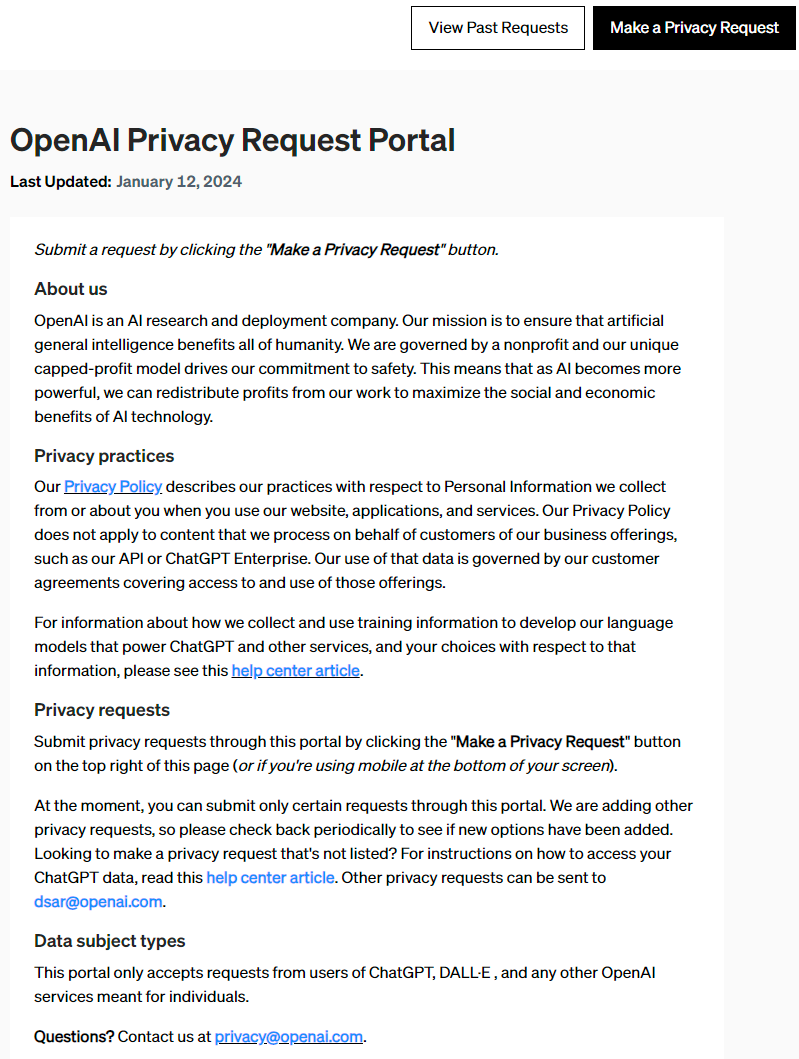 View Past Requests
Make a Privacy Request
OpenAI Privacy Request Portal
Last Updated: January 12, 2024
Submit a request by clicking the "Make a Privacy Request" button.
About us
OpenAI is an AI research and deployment company. Our mission is to ensure that artificial
general intelligence benefits all of humanity. We are governed by a nonprofit and our unique
capped-profit model drives our commitment to safety. This means that as AI becomes more
powerful, we can redistribute profits from our work to maximize the social and economic
benefits of AI technology.
Privacy practices
Our Privacy Policy describes our practices with respect to Personal Information we collect
from or about you when you use our website, applications, and services. Our Privacy Policy
does not apply to content that we process on behalf of customers of our business offerings,
such as our API or ChatGPT Enterprise. Our use of that data is governed by our customer
agreements covering access to and use of those offerings.
For information about how we collect and use training information to develop our language
models that power ChatGPT and other services, and your choices with respect to that
information, please see this help center article.
Privacy requests
Submit privacy requests through this portal by clicking the "Make a Privacy Request" button
on the top right of this page (or if you're using mobile at the bottom of your screen).
At the moment, you can submit only certain requests through this portal. We are adding other
privacy requests, so please check back periodically to see if new options have been added.
Looking to make a privacy request that's not listed? For instructions on how to access your
ChatGPT data, read this help center article. Other privacy requests can be sent to
dsar@openai.com.
Data subject types
This portal only accepts requests from users of ChatGPT, DALL·E , and any other OpenAI
services meant for individuals.
Questions? Contact us at privacy@openai.com.